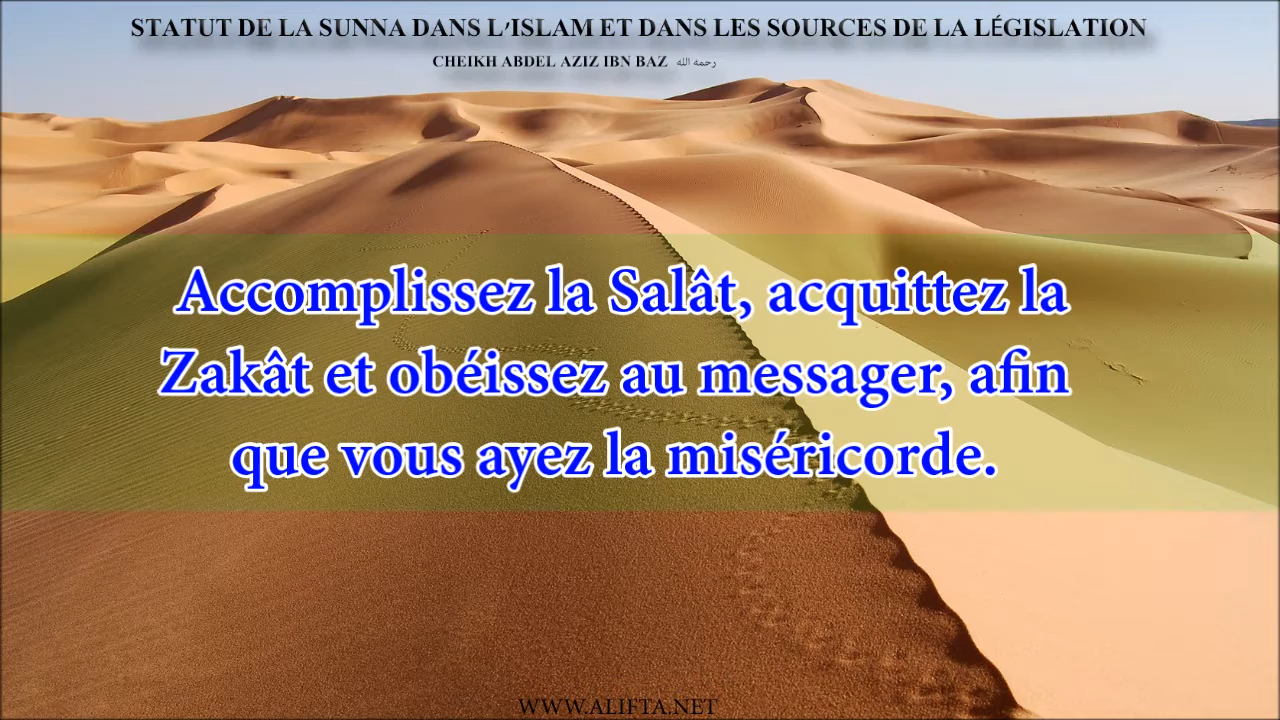 STATUT DE LA SUNNA DANS L'ISLAM ET DANS LES SOURCES DE LA LÉGISLATION
CHEIKH ABDEL AZIZ IBN BAZ رحمه الله
Accomplissez la Salât, acquittez la
Zakât et obéissez au messager, afin
que vous ayez la miséricorde.
WWW.ALIFTA.NET